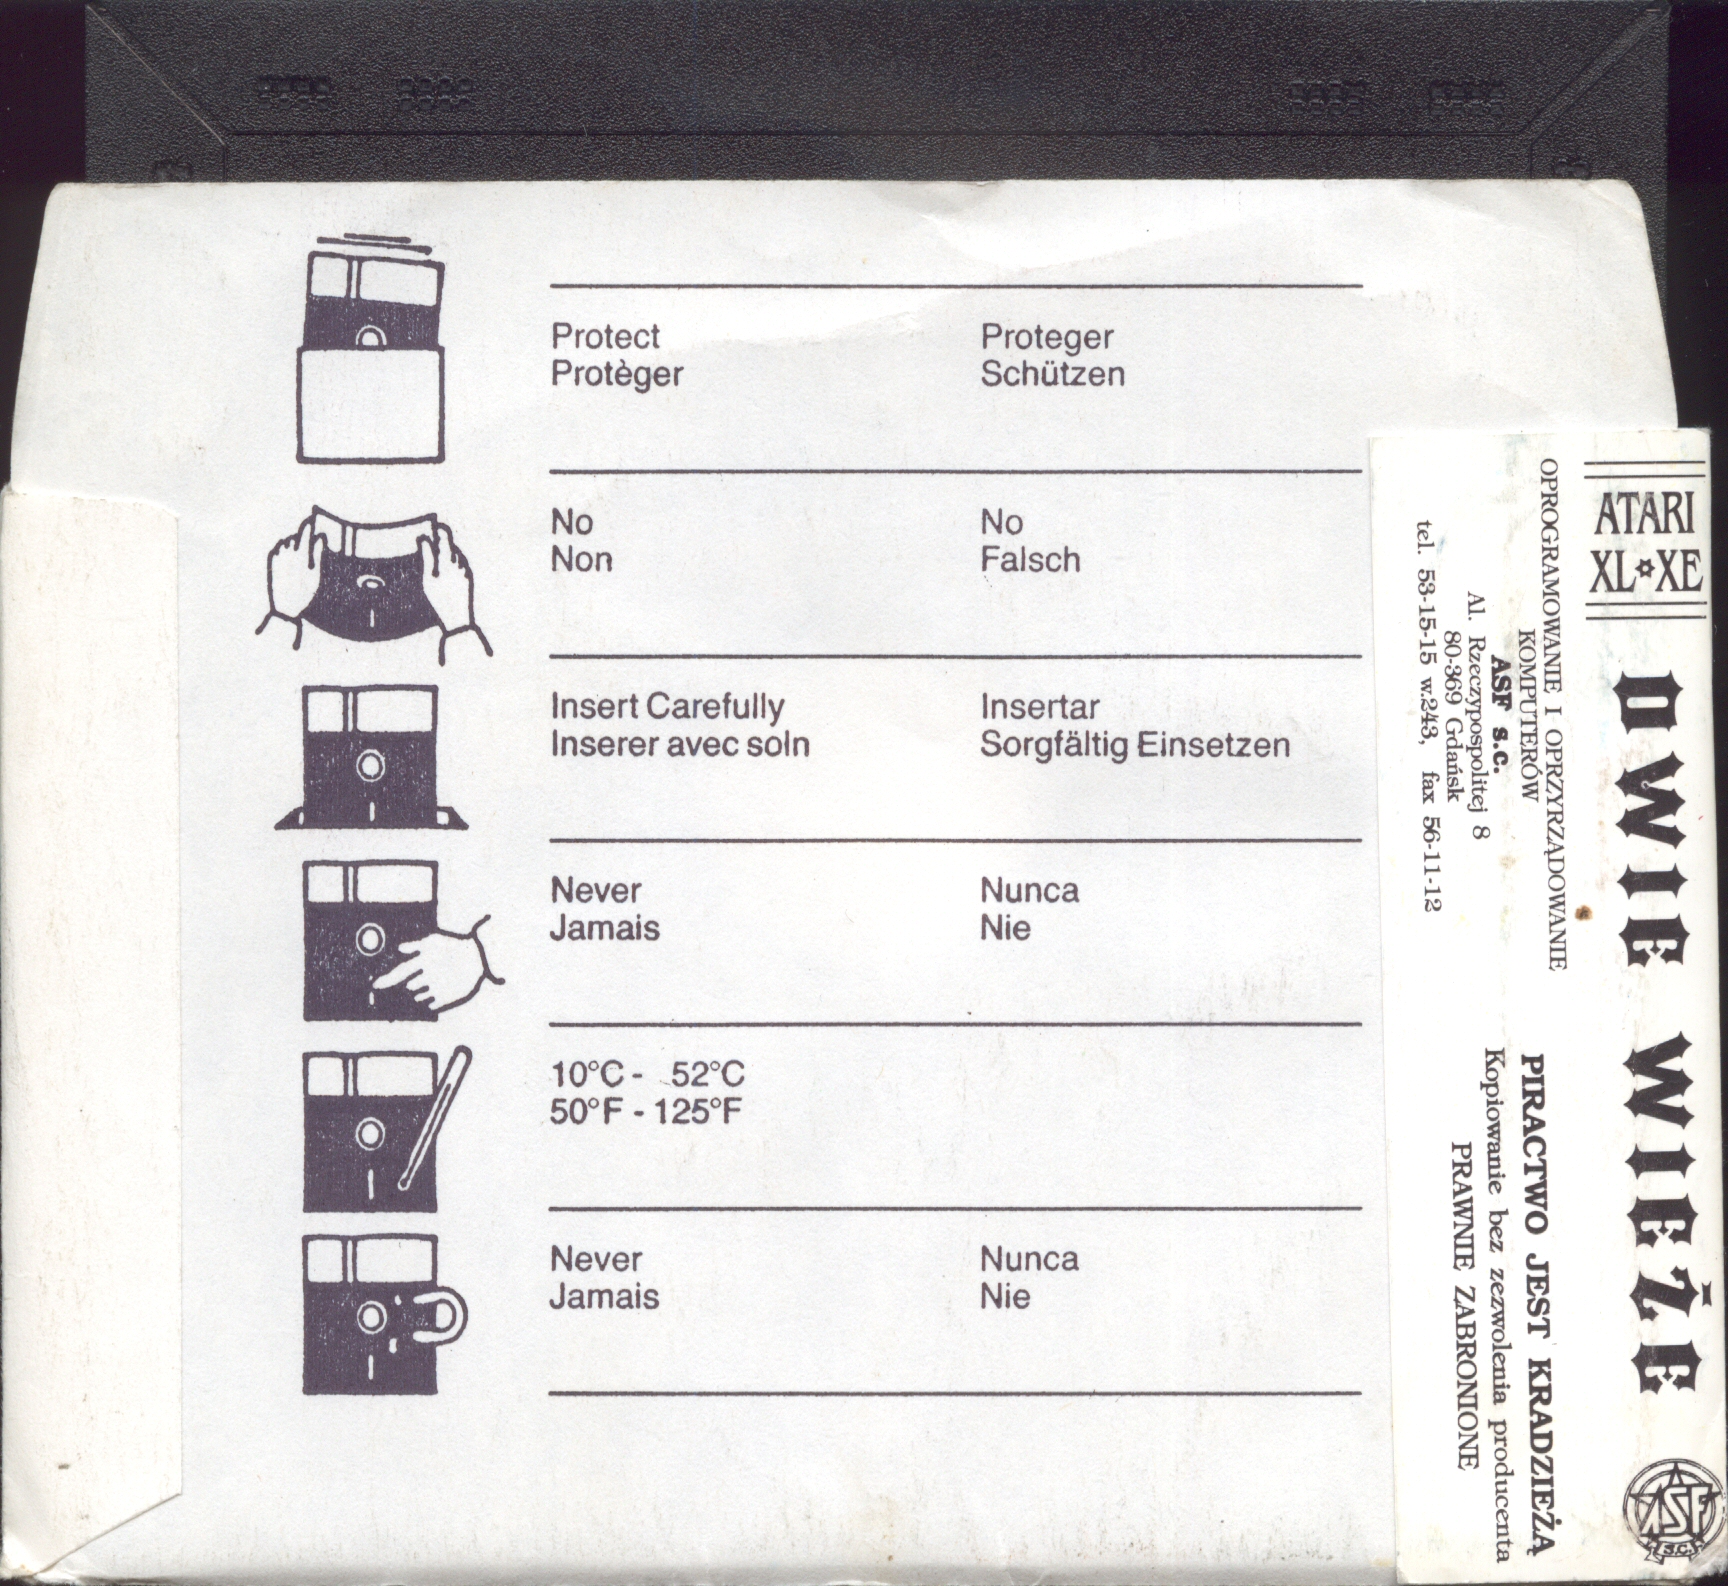 Protect
Protèger
Proteger
Schützen
No
Non
No
Falsch
Insert Carefully
Inserer avec soln
Insertar
Sorgfältig Einsetzen
Never
Jamais
Nunca
Nie
10°C - 52°C
50°F - 125°F
Never
Jamais
Nunca
Nie
ATARI
XL✡XE
DWIE WIEŻE
OPROGRAMOWANIE I OPRZYRZĄDOWANIE
KOMPUTERÓW
ASF s.c.
Al. Rzeczypospolitej 8
80-369 Gdańsk
tel. 53-15-15 w.243, fax 56-11-12
PIRACTWO JEST KRADZIEŻĄ
Kopiowanie bez zezwolenia producenta
PRAWNIE ZABRONIONE
ASF
S.C.